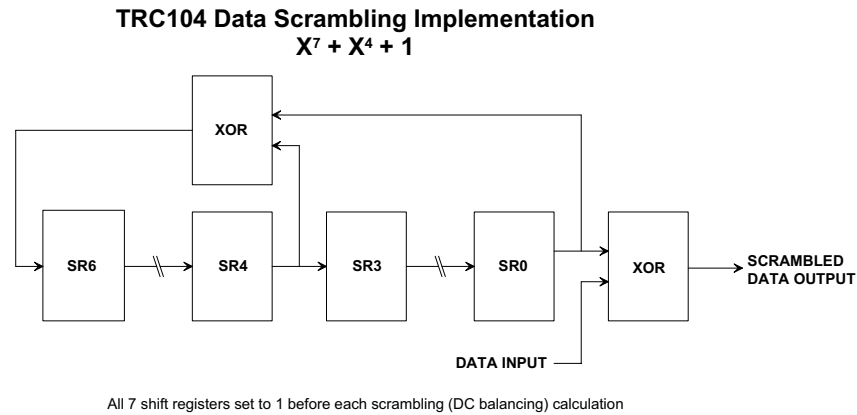 TRC104 Data Scrambling Implementation
X⁷ + X⁴ + 1
XOR
SR6
SR4
SR3
SR0
XOR
SCRAMBLED
DATA OUTPUT
DATA INPUT
All 7 shift registers set to 1 before each scrambling (DC balancing) calculation